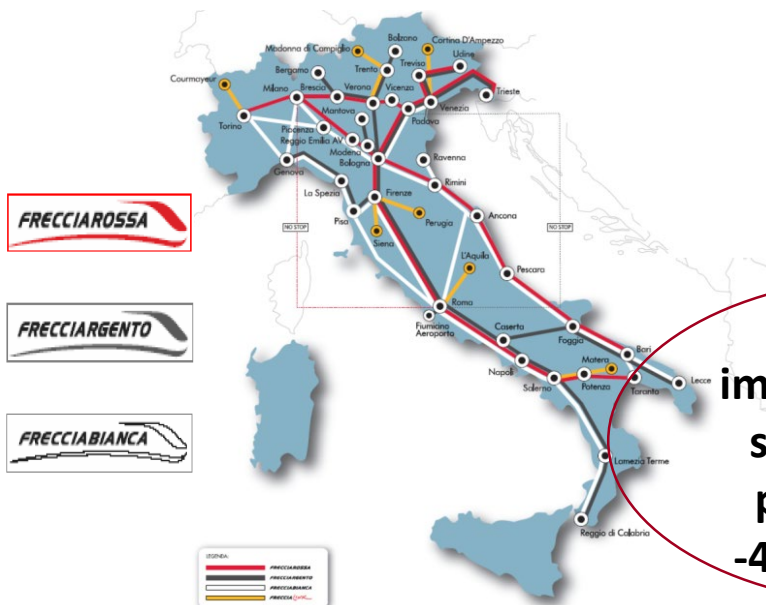 Bolzano
Cortina D'Ampezzo
Madonna di Campiglio
Udine
Treviso
Trento
Bergamo
Courmayeur
Brescia
Verona
Vicenza
Trieste
Milano
Mantova
Venezia
Padova
Torino
Piacenza
Reggio Emilia AV
Modena
Bologna
Ravenna
Genova
Rimini
La Spezia
Firenze
FRECCIAROSSA
Pisa
Perugia
Ancona
NO STOP
NO STOP
Siena
L'Aquila
Pescara
Roma
FRECCIARGENTO
Fiumicino
Aeroporto
Caserta
Foggia
Matera
Bari
Napoli
Salerno
Potenza
Taranto
Lecce
im
s
FRECCIABIANCA
Lamezia Terme
p
-4
Reggio di Calabria
LEGENDA:
FRECCIAROSSA
FRECCIARGENTO
FRECCIABIANCA
FRECCIA